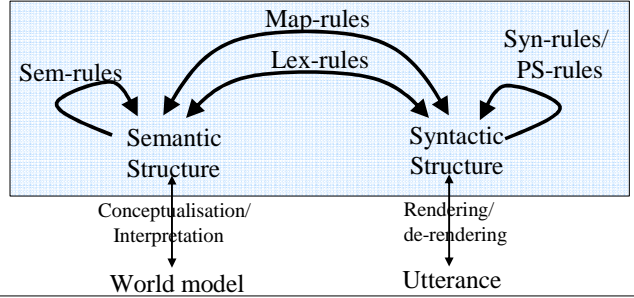 Map-rules
Lex-rules
Sem-rules
Syn-rules/
PS-rules
Semantic
Structure
Syntactic
Structure
Conceptualisation/
Interpretation
Rendering/
de-rendering
World model
Utterance